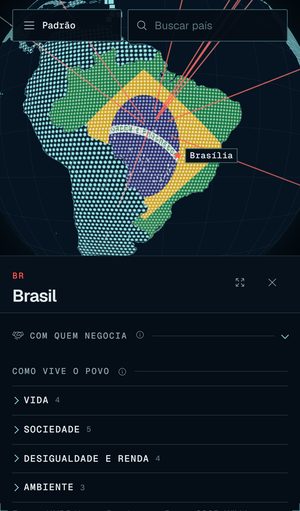 Padrão
Buscar país
Brasília
BR
Brasil
COM QUEM NEGOCIA
COMO VIVE O POVO
VIDA 4
SOCIEDADE 5
DESIGUALDADE E RENDA 4
AMBIENTE 3